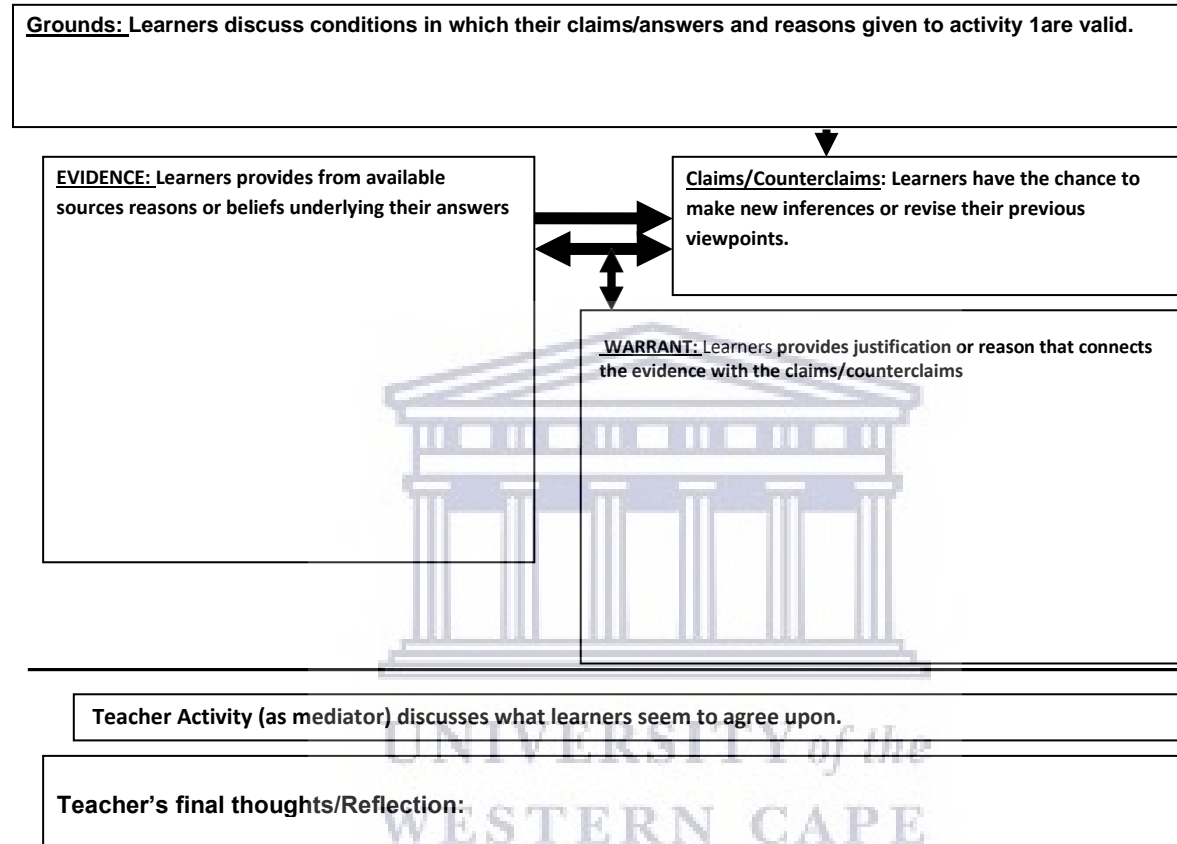 Grounds: Learners discuss conditions in which their claims/answers and reasons given to activity 1are valid.
EVIDENCE: Learners provides from available
sources reasons or beliefs underlying their answers
Claims/Counterclaims: Learners have the chance to
make new inferences or revise their previous
viewpoints.
WARRANT: Learners provides justification or reason that connects
the evidence with the claims/counterclaims
Teacher Activity (as mediator) discusses what learners seem to agree upon.
UNIVERSITY of the
Teacher’s final thoughts/Reflection:
WESTERN CAPE